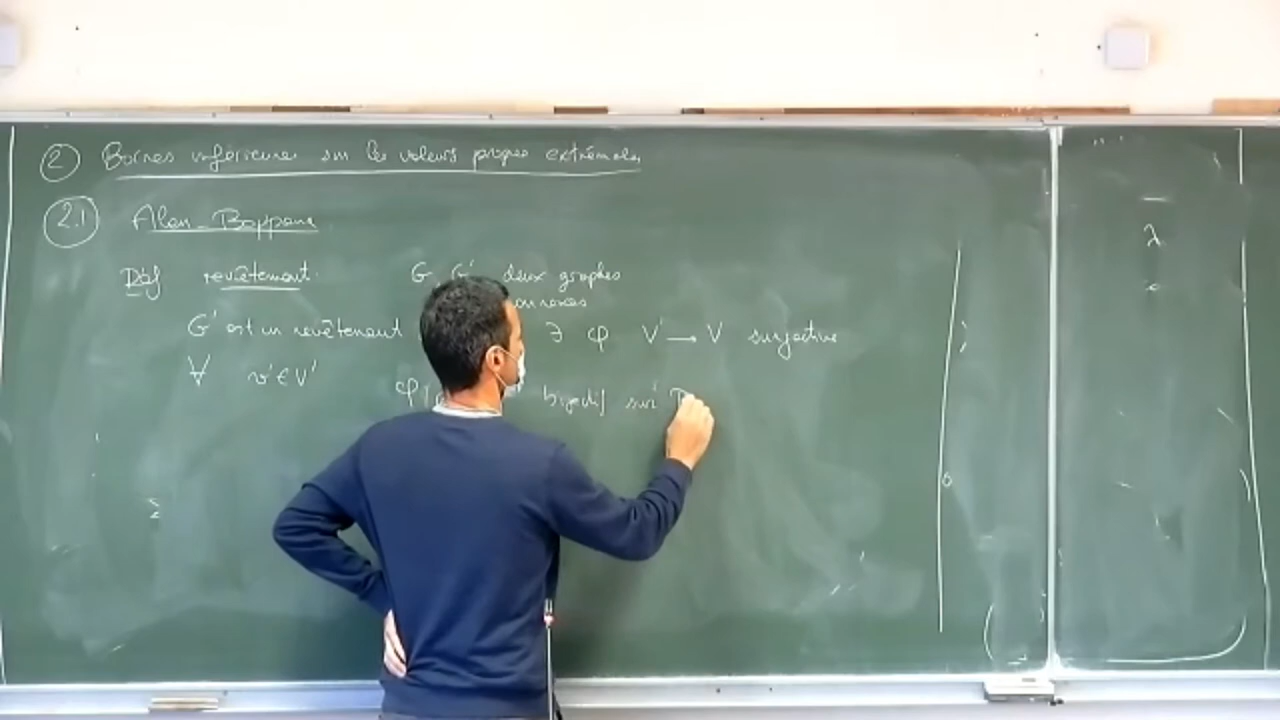 ② Bornes inférieures sur les valeurs propres extrémales
2.1 Alon-Boppana
Déf revêtement. G G' deux graphes
connexes
G' est un revêtement ∃ φ V' → V surjective
∀ v' ∈ V'
φ bijectif sur
λ